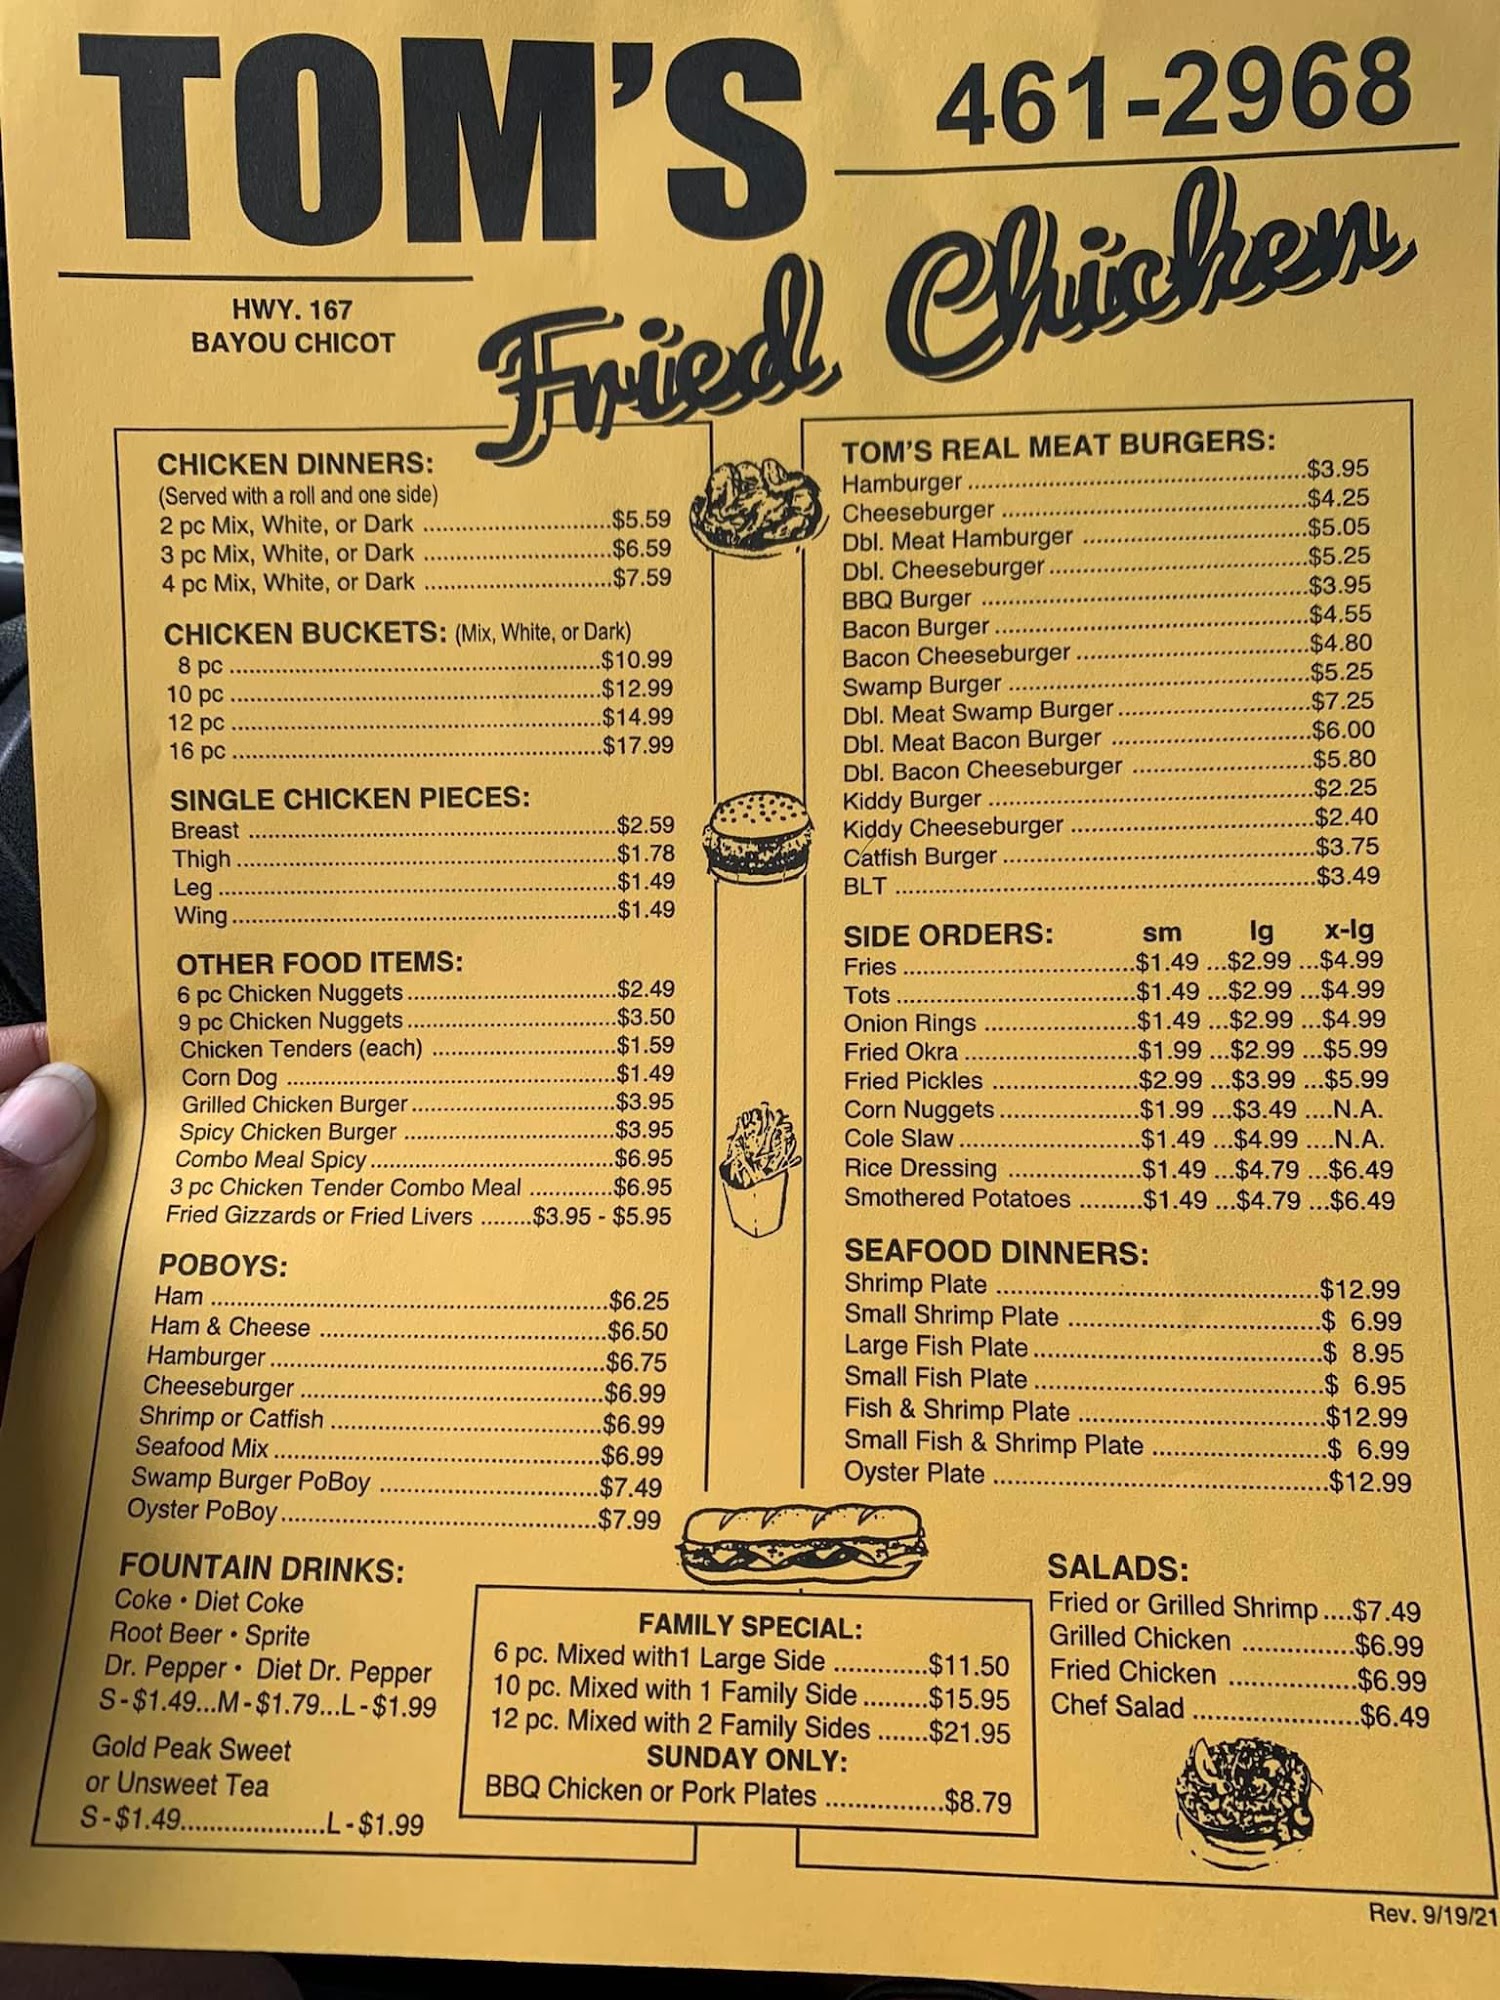 TOM'S
461-2968
Fried Chicken
HWY. 167
BAYOU CHICOT
CHICKEN DINNERS:
(Served with a roll and one side)
2 pc Mix, White, or Dark ..........$5.59
3 pc Mix, White, or Dark ..........$6.59
4 pc Mix, White, or Dark ..........$7.59
CHICKEN BUCKETS: (Mix, White, or Dark)
8 pc ..........$10.99
10 pc ..........$12.99
12 pc ..........$14.99
16 pc ..........$17.99
SINGLE CHICKEN PIECES:
Breast ..........$2.59
Thigh ..........$1.78
Leg ..........$1.49
Wing ..........$1.49
OTHER FOOD ITEMS:
6 pc Chicken Nuggets ..........$2.49
9 pc Chicken Nuggets ..........$3.50
Chicken Tenders (each) ..........$1.59
Corn Dog ..........$1.49
Grilled Chicken Burger ..........$3.95
Spicy Chicken Burger ..........$3.95
Combo Meal Spicy ..........$6.95
3 pc Chicken Tender Combo Meal ..........$6.95
Fried Gizzards or Fried Livers ........$3.95 - $5.95
POBOYS:
Ham ..........$6.25
Ham & Cheese ..........$6.50
Hamburger ..........$6.75
Cheeseburger ..........$6.99
Shrimp or Catfish ..........$6.99
Seafood Mix ..........$6.99
Swamp Burger PoBoy ..........$7.49
Oyster PoBoy ..........$7.99
FOUNTAIN DRINKS:
Coke • Diet Coke
Root Beer • Sprite
Dr. Pepper • Diet Dr. Pepper
S-$1.49...M-$1.79...L-$1.99
Gold Peak Sweet
or Unsweet Tea
S-$1.49..........L-$1.99
TOM'S REAL MEAT BURGERS:
Hamburger ..........$3.95
Cheeseburger ..........$4.25
Dbl. Meat Hamburger ..........$5.05
Dbl. Cheeseburger ..........$5.25
BBQ Burger ..........$3.95
Bacon Burger ..........$4.55
Bacon Cheeseburger ..........$4.80
Swamp Burger ..........$5.25
Dbl. Meat Swamp Burger ..........$7.25
Dbl. Meat Bacon Burger ..........$6.00
Dbl. Bacon Cheeseburger ..........$5.80
Kiddy Burger ..........$2.25
Kiddy Cheeseburger ..........$2.40
Catfish Burger ..........$3.75
BLT ..........$3.49
SIDE ORDERS: sm lg x-lg
Fries ..........$1.49 ...$2.99 ...$4.99
Tots ..........$1.49 ...$2.99 ...$4.99
Onion Rings ..........$1.49 ...$2.99 ...$4.99
Fried Okra ..........$1.99 ...$2.99 ...$5.99
Fried Pickles ..........$2.99 ...$3.99 ...$5.99
Corn Nuggets ..........$1.99 ...$3.49 ....N.A.
Cole Slaw ..........$1.49 ...$4.99 ....N.A.
Rice Dressing ..........$1.49 ...$4.79 ...$6.49
Smothered Potatoes .........$1.49 ...$4.79 ...$6.49
SEAFOOD DINNERS:
Shrimp Plate ..........$12.99
Small Shrimp Plate ..........$ 6.99
Large Fish Plate ..........$ 8.95
Small Fish Plate ..........$ 6.95
Fish & Shrimp Plate ..........$12.99
Small Fish & Shrimp Plate ..........$ 6.99
Oyster Plate ..........$12.99
FAMILY SPECIAL:
6 pc. Mixed with1 Large Side ..........$11.50
10 pc. Mixed with 1 Family Side .........$15.95
12 pc. Mixed with 2 Family Sides .......$21.95
SUNDAY ONLY:
BBQ Chicken or Pork Plates ..........$8.79
SALADS:
Fried or Grilled Shrimp ....$7.49
Grilled Chicken ..........$6.99
Fried Chicken ..........$6.99
Chef Salad ..........$6.49
Rev. 9/19/21